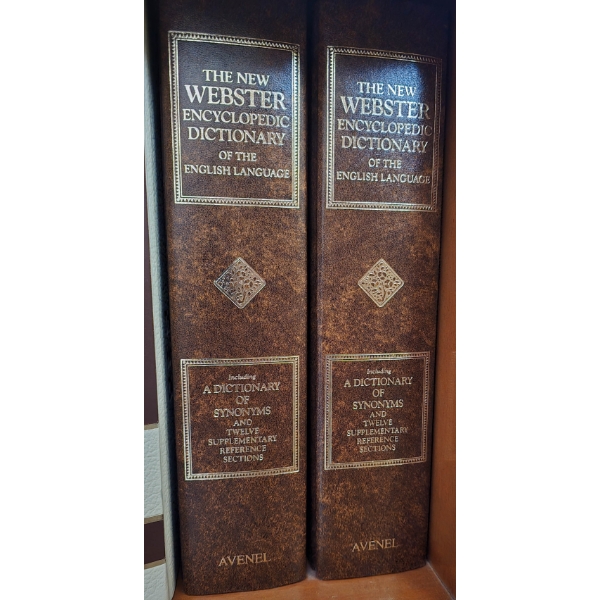 THE NEW
WEBSTER
ENCYCLOPEDIC
DICTIONARY
OF THE
ENGLISH LANGUAGE
Including
A DICTIONARY
OF
SYNONYMS
AND
TWELVE
SUPPLEMENTARY
REFERENCE
SECTIONS
AVENEL
THE NEW
WEBSTER
ENCYCLOPEDIC
DICTIONARY
OF THE
ENGLISH LANGUAGE
Including
A DICTIONARY
OF
SYNONYMS
AND
TWELVE
SUPPLEMENTARY
REFERENCE
SECTIONS
AVENEL